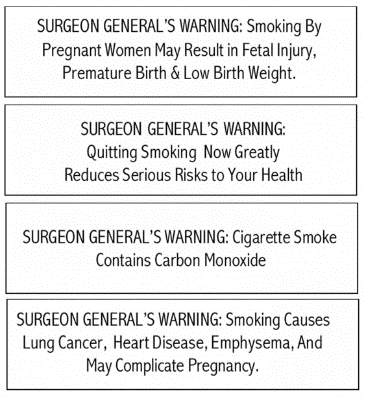 SURGEON GENERAL'S WARNING: Smoking By
Pregnant Women May Result in Fetal Injury,
Premature Birth & Low Birth Weight.
SURGEON GENERAL'S WARNING:
Quitting Smoking Now Greatly
Reduces Serious Risks to Your Health
SURGEON GENERAL'S WARNING: Cigarette Smoke
Contains Carbon Monoxide
SURGEON GENERAL'S WARNING: Smoking Causes
Lung Cancer, Heart Disease, Emphysema, And
May Complicate Pregnancy.